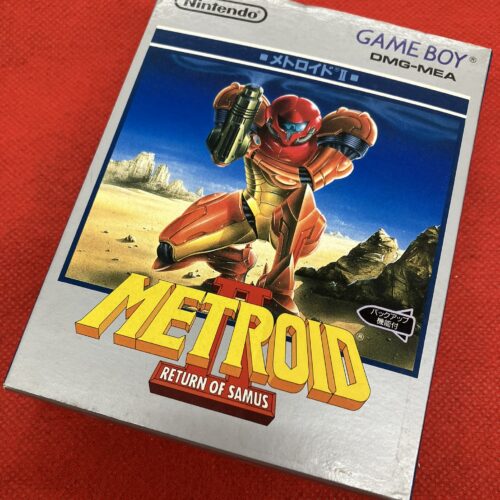 Nintendo
GAME BOY®
DMG-MEA
メトロイドII
II
METROID®
RETURN OF SAMUS
バックアップ
機能付